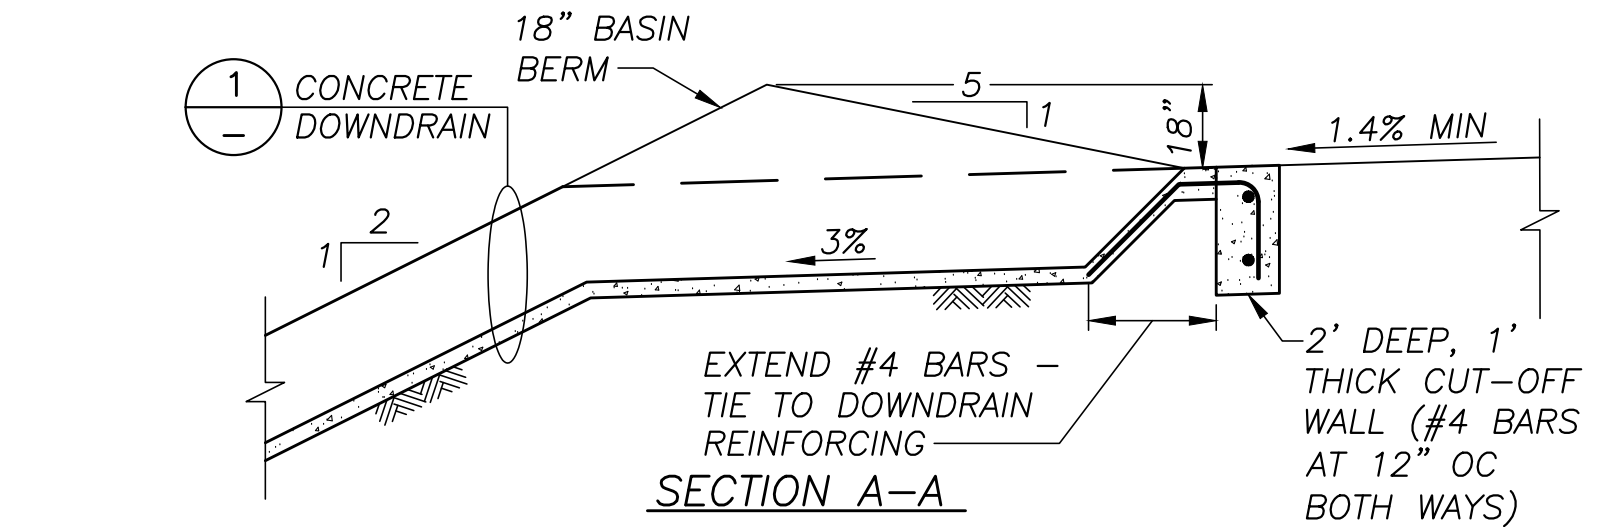 18" BASIN
BERM
1
–
CONCRETE
DOWNDRAIN
5
1
18"
1.4% MIN
2
1
3%
EXTEND #4 BARS –
TIE TO DOWNDRAIN
REINFORCING
2' DEEP, 1'
THICK CUT-OFF
WALL (#4 BARS
AT 12" OC
BOTH WAYS)
SECTION A-A